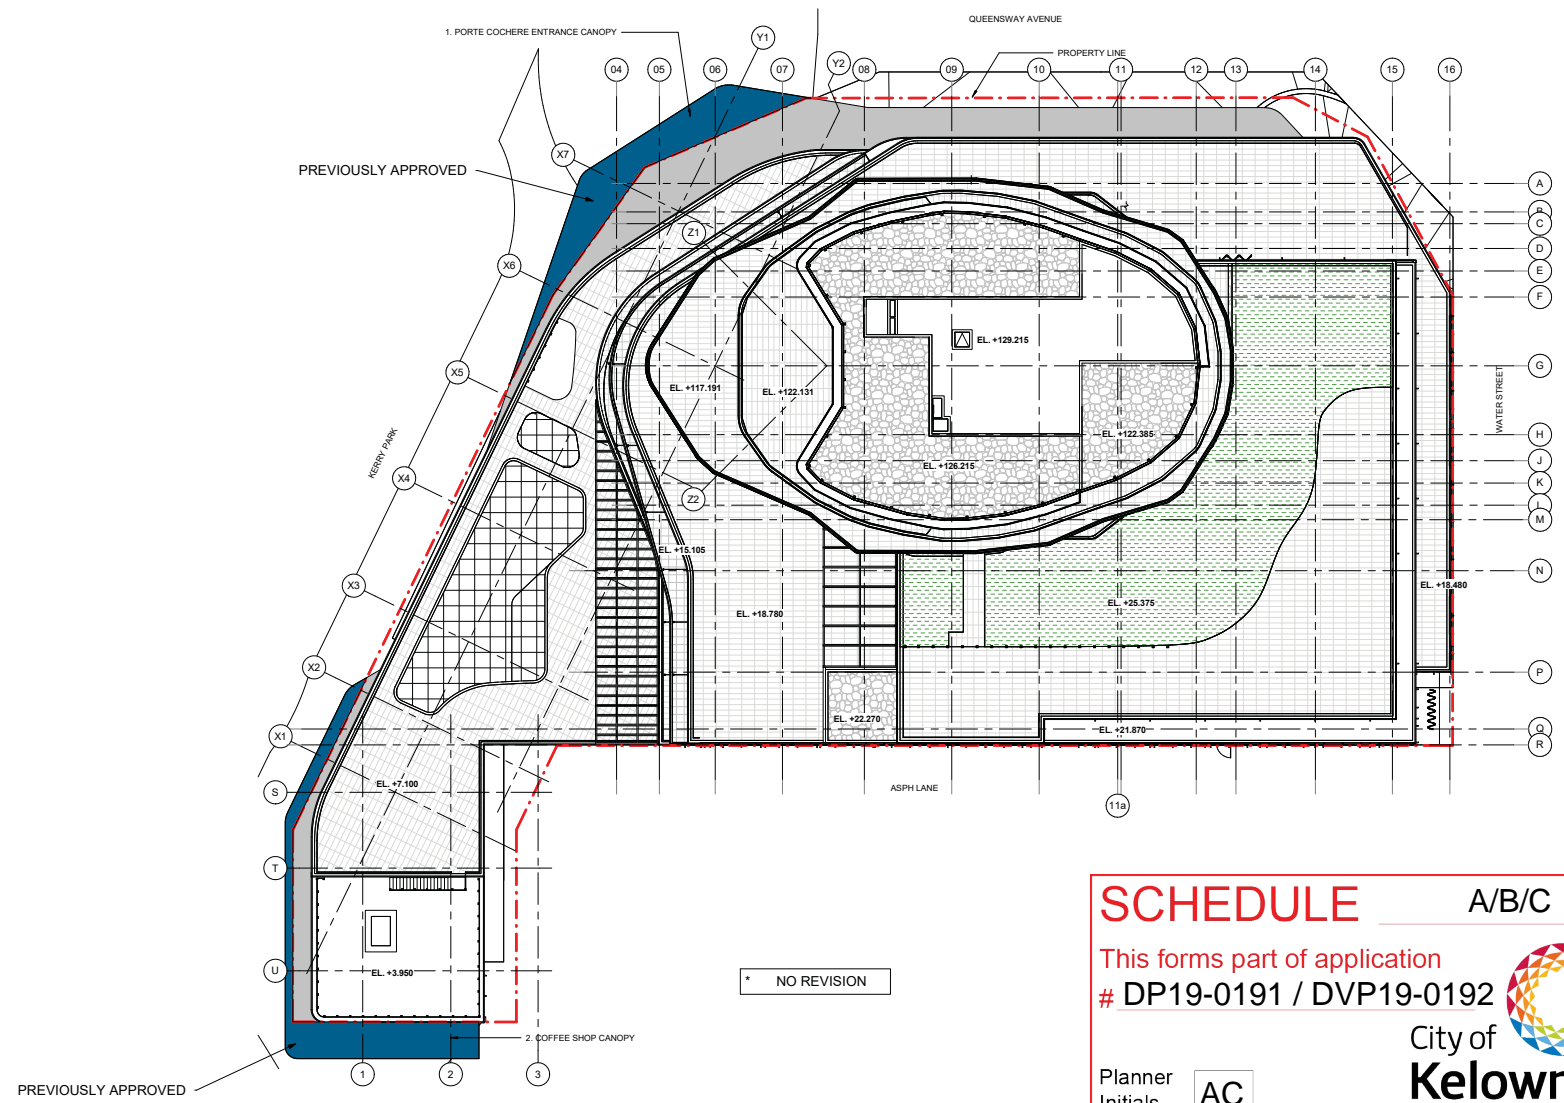 QUEENSWAY AVENUE
1. PORTE COCHERE ENTRANCE CANOPY
PROPERTY LINE
Y1
Y2
04
05
06
07
08
09
10
11
12
13
14
15
16
X7
PREVIOUSLY APPROVED
A
B
C
Z1
D
X6
E
F
EL. +129.215
X5
G
EL. +117.191
EL. +122.131
WATER STREET
KERRY PARK
EL. +122.385
H
EL. +126.215
J
X4
K
Z2
L
M
EL. +15.105
N
X3
EL. +18.480
EL. +25.375
EL. +18.780
X2
P
EL. +22.270
EL. +21.870
Q
X1
R
EL. +7.100
S
ASPH LANE
11a
T
U
EL. +3.950
* NO REVISION
2. COFFEE SHOP CANOPY
1
2
3
PREVIOUSLY APPROVED
SCHEDULE A/B/C
This forms part of application
# DP19-0191 / DVP19-0192
City of
Kelown
Planner
Initials
AC